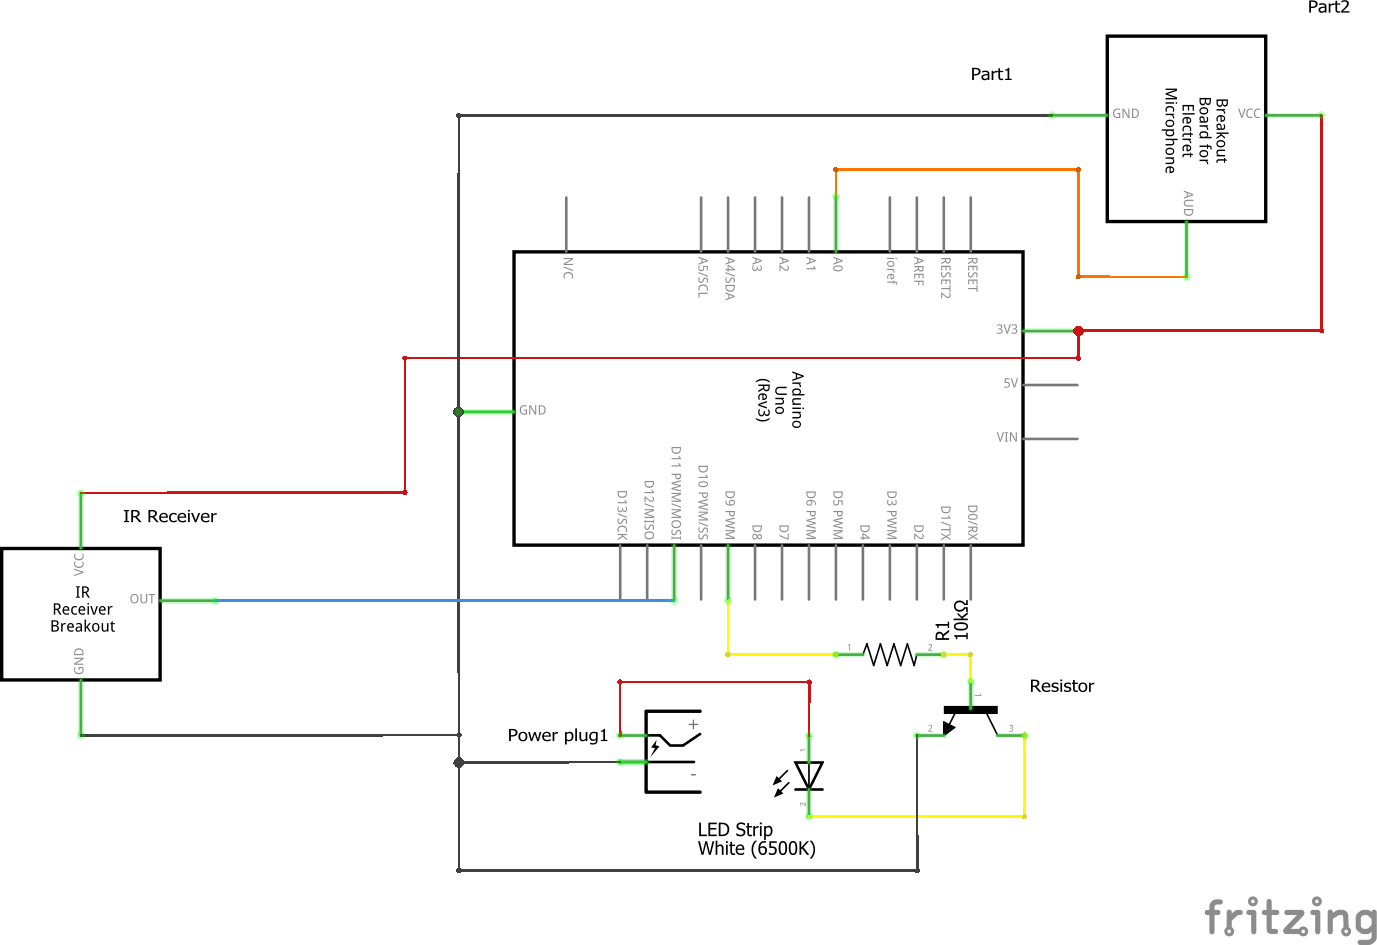 Part2
Part1
Breakout
Board for
Electret
Microphone
GND
VCC
AUD
N/C
A5/SCL
A4/SDA
A3
A2
A1
A0
ioref
AREF
RESET2
RESET
3V3
5V
VIN
GND
Arduino
Uno
(Rev3)
D13/SCK
D12/MISO
D11 PWM/MOSI
D10 PWM/SS
D9 PWM
D8
D7
D6 PWM
D5 PWM
D4
D3 PWM
D2
D1/TX
D0/RX
IR Receiver
VCC
IR
Receiver
Breakout
OUT
GND
R1
10kΩ
1
2
Resistor
1
2
3
Power plug1
+
-
1
2
LED Strip
White (6500K)
fritzing